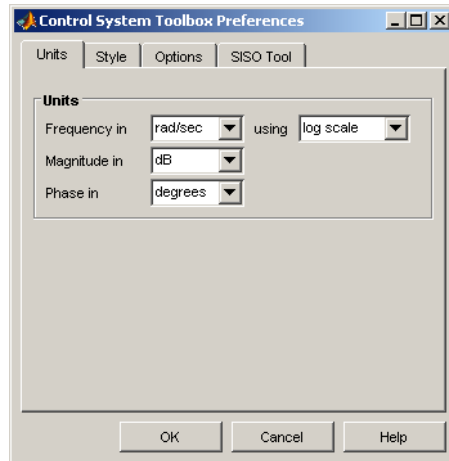 Control System Toolbox Preferences
Units Style Options SISO Tool
Units
Frequency in rad/sec using log scale
Magnitude in dB
Phase in degrees
OK Cancel Help